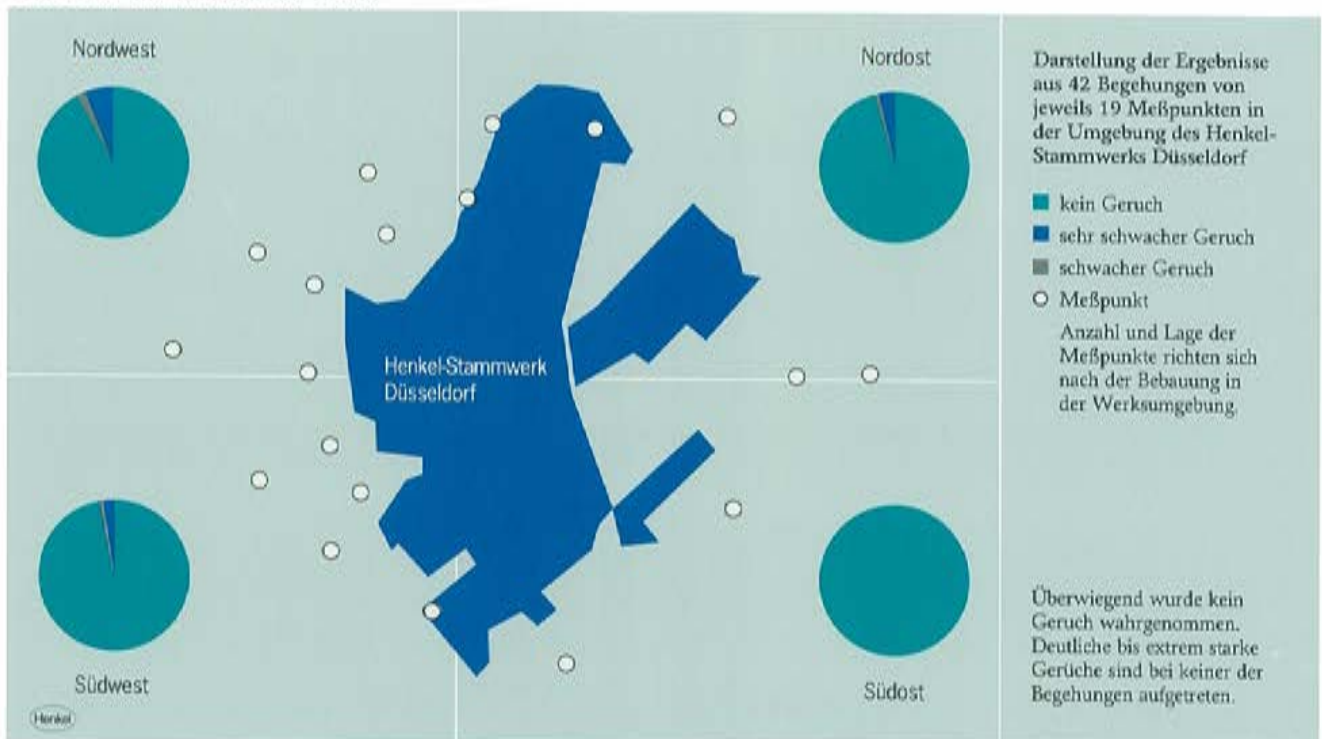 Nordwest
Nordost
Henkel-Stammwerk
Düsseldorf
Südwest
Südost
Henkel
Darstellung der Ergebnisse
aus 42 Begehungen von
jeweils 19 Meßpunkten in
der Umgebung des Henkel-
Stammwerks Düsseldorf
kein Geruch
sehr schwacher Geruch
schwacher Geruch
Meßpunkt
Anzahl und Lage der
Meßpunkte richten sich
nach der Bebauung in
der Werksumgebung.
Überwiegend wurde kein
Geruch wahrgenommen.
Deutliche bis extrem starke
Gerüche sind bei keiner der
Begehungen aufgetreten.